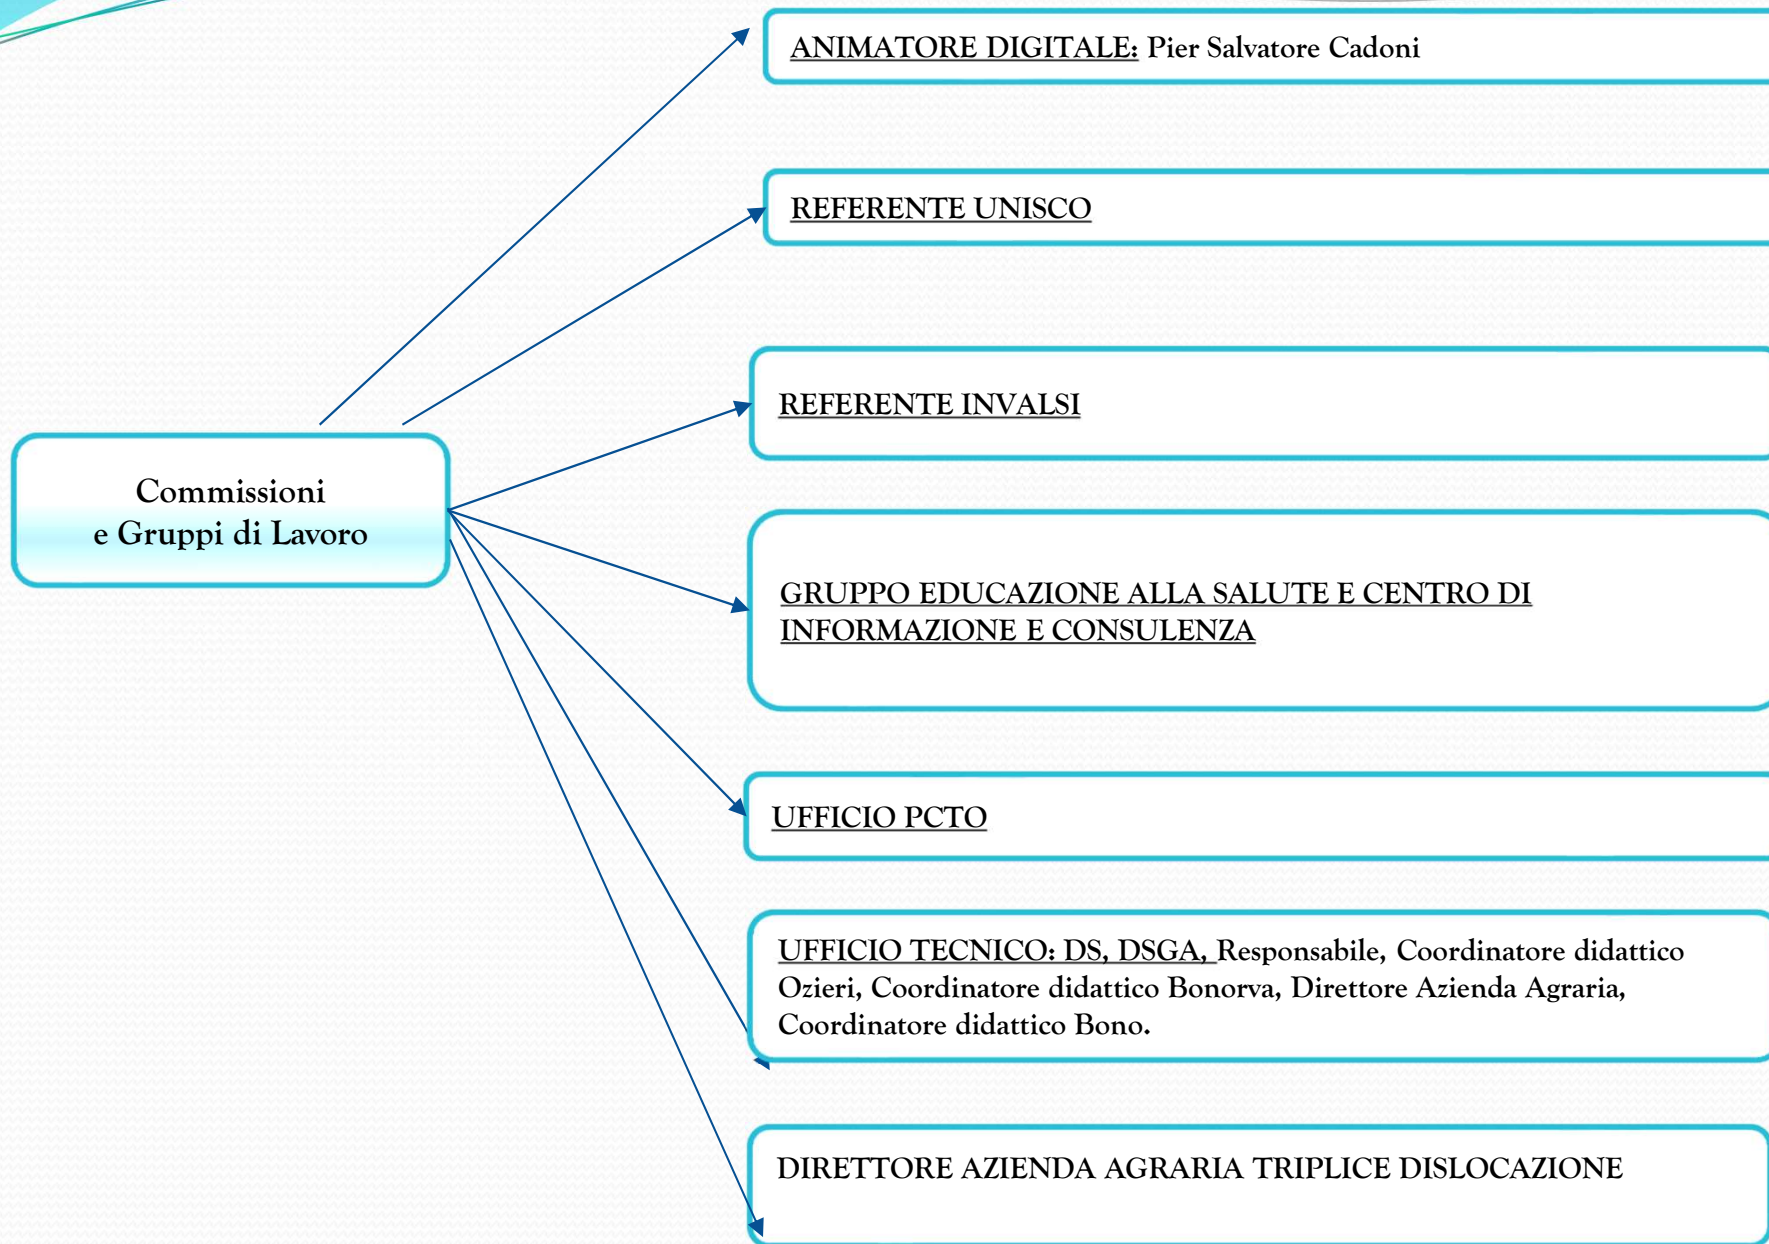 ANIMATORE DIGITALE: Pier Salvatore Cadoni
REFERENTE UNISCO
REFERENTE INVALSI
Commissioni
e Gruppi di Lavoro
GRUPPO EDUCAZIONE ALLA SALUTE E CENTRO DI
INFORMAZIONE E CONSULENZA
UFFICIO PCTO
UFFICIO TECNICO: DS, DSGA, Responsabile, Coordinatore didattico
Ozieri, Coordinatore didattico Bonorva, Direttore Azienda Agraria,
Coordinatore didattico Bono.
DIRETTORE AZIENDA AGRARIA TRIPLICE DISLOCAZIONE